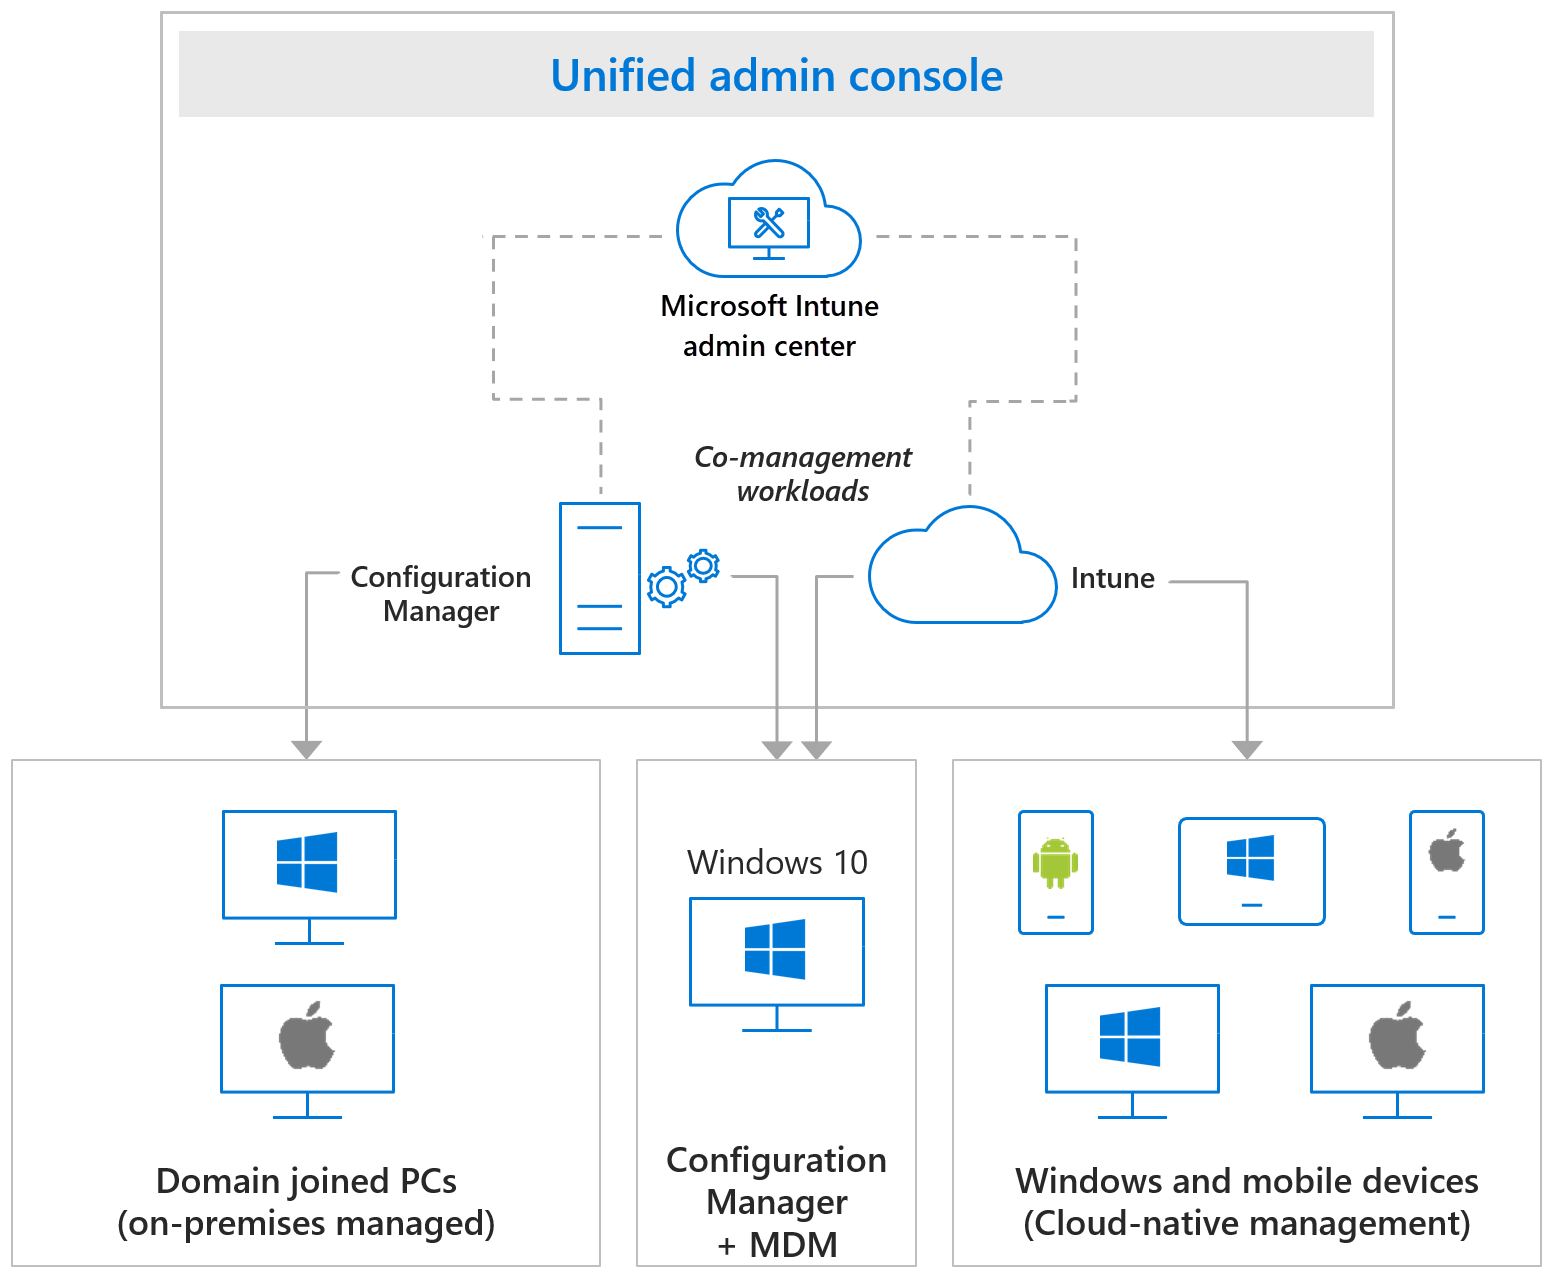 Unified admin console
Microsoft Intune
admin center
Co-management
workloads
Configuration
Manager
Intune
Domain joined PCs
(on-premises managed)
Windows 10
Configuration
Manager
+ MDM
Windows and mobile devices
(Cloud-native management)